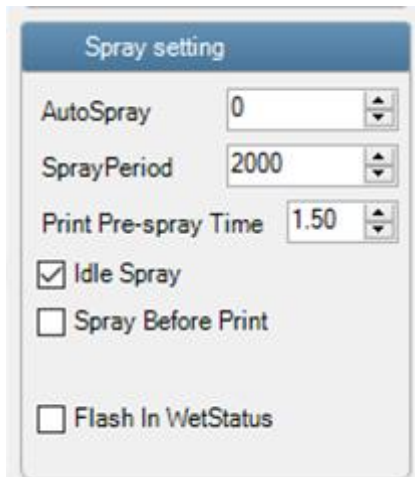 Spray setting
AutoSpray 0
SprayPeriod 2000
Print Pre-spray Time 1.50
Idle Spray
Spray Before Print
Flash In WetStatus